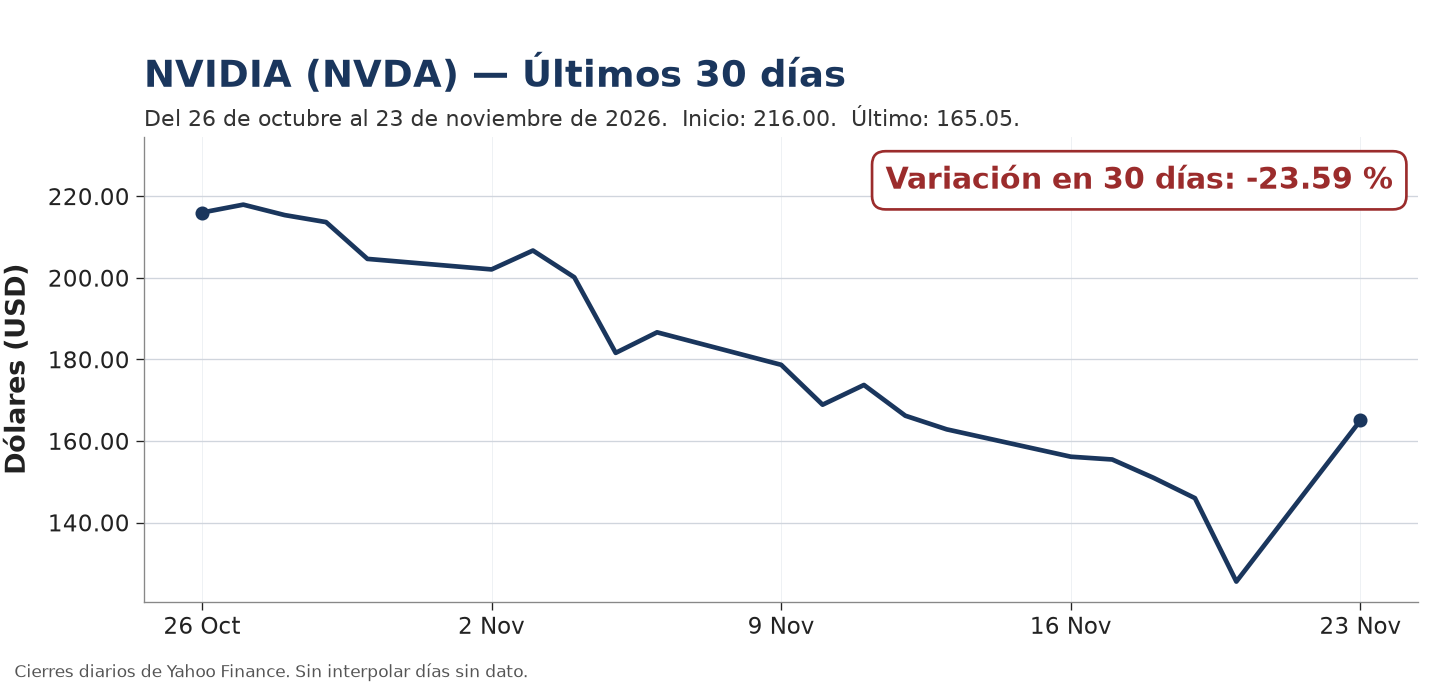 NVIDIA (NVDA) — Últimos 30 días
Del 26 de octubre al 23 de noviembre de 2026.  Inicio: 216.00.  Último: 165.05.
Variación en 30 días: -23.59 %
Dólares (USD)
220.00
200.00
180.00
160.00
140.00
26 Oct
2 Nov
9 Nov
16 Nov
23 Nov
Cierres diarios de Yahoo Finance. Sin interpolar días sin dato.